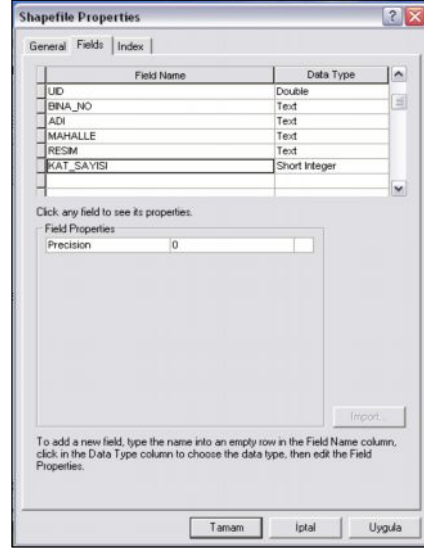 Shapefile Properties
General Fields Index
Field Name Data Type
UID Double
BINA_NO Text
ADI Text
MAHALLE Text
RESIM Text
KAT_SAYISI Short Integer
Click any field to see its properties.
Field Properties
Precision 0
Import...
To add a new field, type the name into an empty row in the Field Name column,
click in the Data Type column to choose the data type, then edit the Field
Properties.
Tamam İptal Uygula